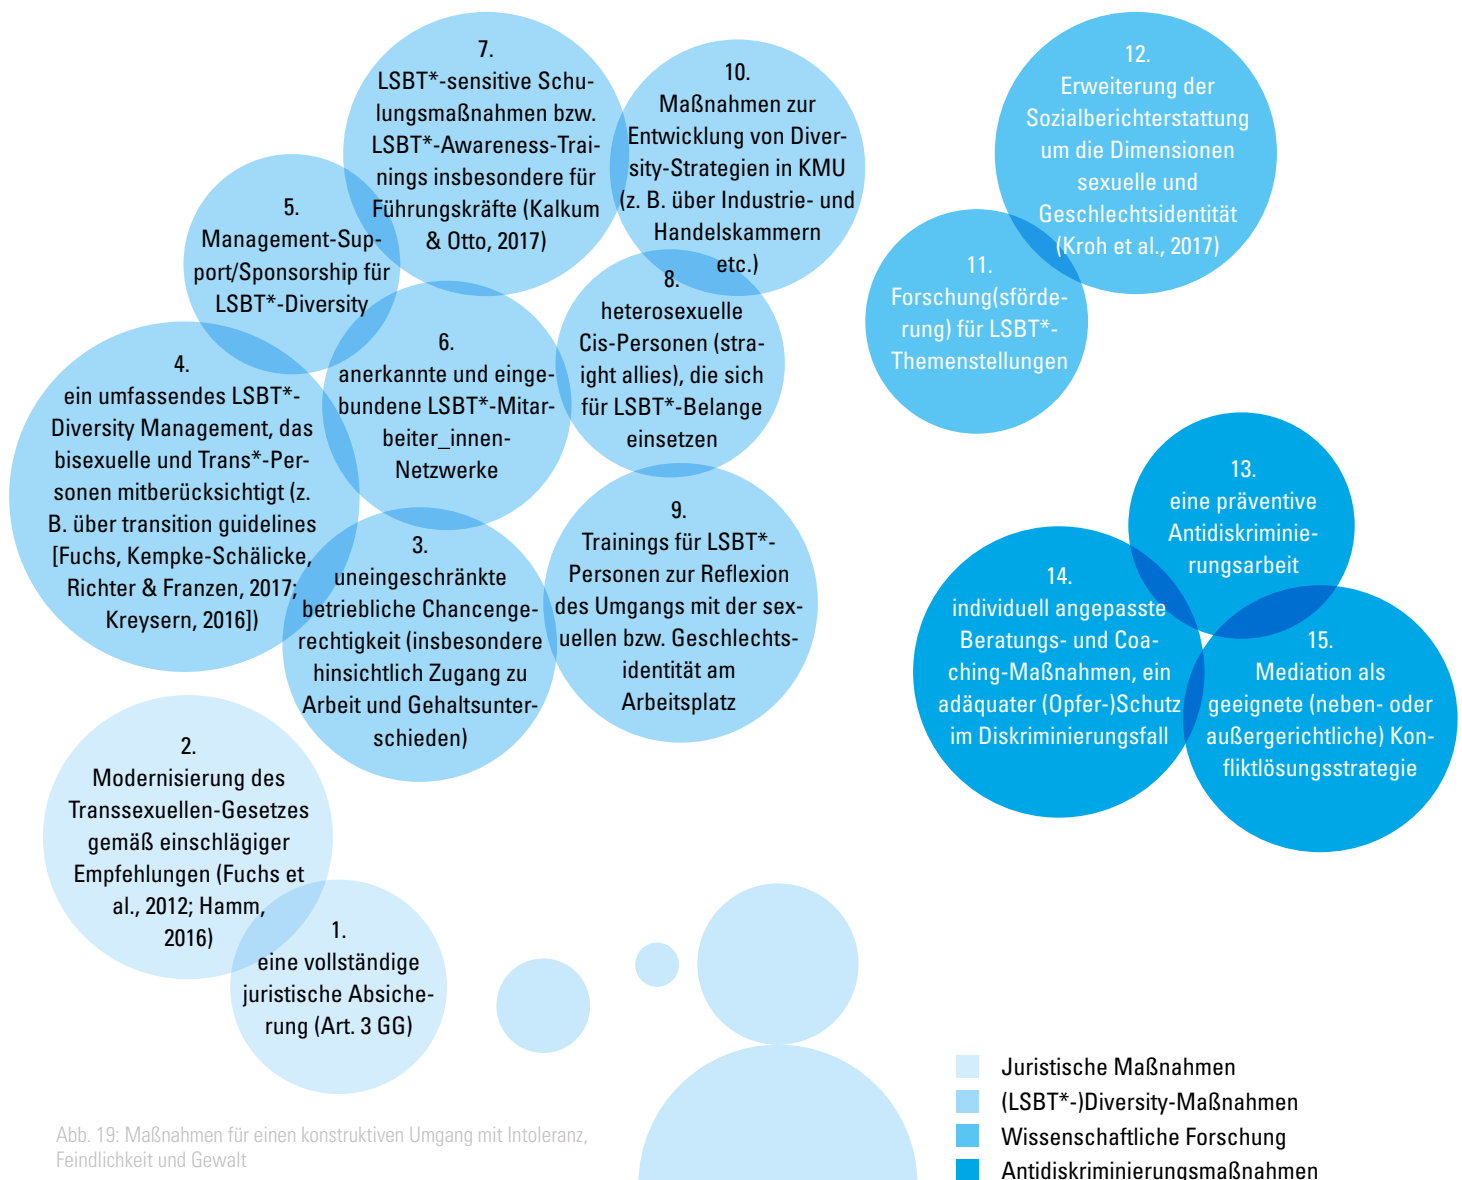 7.
LSBT*-sensitive Schu-
lungsmaßnahmen bzw.
LSBT*-Awareness-Trai-
nings insbesondere für
Führungskräfte (Kalkum
& Otto, 2017)
10.
Maßnahmen zur
Entwicklung von Diver-
sity-Strategien in KMU
(z. B. über Industrie- und
Handelskammern
etc.)
12.
Erweiterung der
Sozialberichterstattung
um die Dimensionen
sexuelle und
Geschlechtsidentität
(Kroh et al., 2017)
5.
Management-Sup-
port/Sponsorship für
LSBT*-Diversity
11.
Forschung(sförde-
rung) für LSBT*-
Themenstellungen
8.
heterosexuelle
Cis-Personen (stra-
ight allies), die sich
für LSBT*-Belange
einsetzen
6.
anerkannte und einge-
bundene LSBT*-Mitar-
beiter_innen-
Netzwerke
4.
ein umfassendes LSBT*-
Diversity Management, das
bisexuelle und Trans*-Per-
sonen mitberücksichtigt (z.
B. über transition guidelines
[Fuchs, Kempke-Schälicke,
Richter & Franzen, 2017;
Kreysern, 2016])
3.
uneingeschränkte
betriebliche Chancenge-
rechtigkeit (insbesondere
hinsichtlich Zugang zu
Arbeit und Gehaltsunter-
schieden)
9.
Trainings für LSBT*-
Personen zur Reflexion
des Umgangs mit der sex-
uellen bzw. Geschlechts-
identität am
Arbeitsplatz
13.
eine präventive
Antidiskriminie-
rungsarbeit
14.
individuell angepasste
Beratungs- und Coa-
ching-Maßnahmen, ein
adäquater (Opfer-)Schutz
im Diskriminierungsfall
15.
Mediation als
geeignete (neben- oder
außergerichtliche) Kon-
fliktlösungsstrategie
2.
Modernisierung des
Transsexuellen-Gesetzes
gemäß einschlägiger
Empfehlungen (Fuchs et
al., 2012; Hamm,
2016)
1.
eine vollständige
juristische Absiche-
rung (Art. 3 GG)
Juristische Maßnahmen
(LSBT*-)Diversity-Maßnahmen
Wissenschaftliche Forschung
Antidiskriminierungsmaßnahmen
Abb. 19: Maßnahmen für einen konstruktiven Umgang mit Intoleranz,
Feindlichkeit und Gewalt